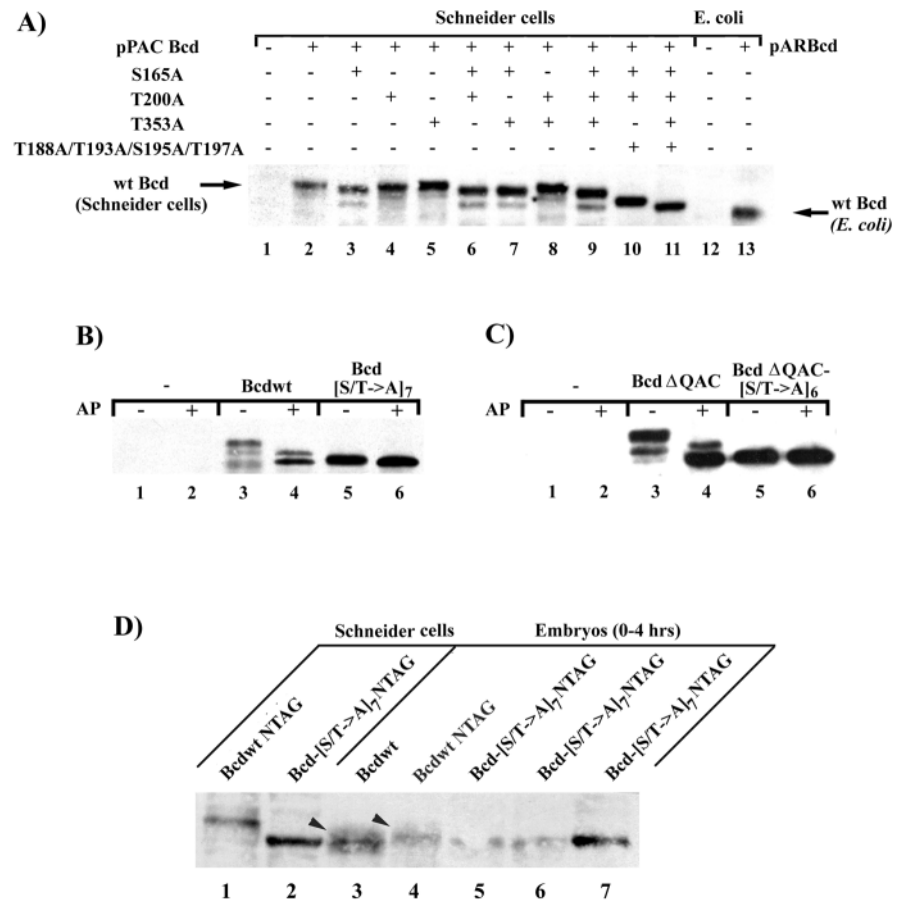 A)
Schneider cells E. coli
pPAC Bcd - + + + + + + + + + + - + pARBcd
S165A - - + - - + + - + + + - -
T200A - - - + - + - + + + + - -
T353A - - - - + - + + + - + - -
T188A/T193A/S195A/T197A - - - - - - - - - + + - -
wt Bcd
(Schneider cells)
wt Bcd
(E. coli)
1 2 3 4 5 6 7 8 9 10 11 12 13
B)
- Bcdwt Bcd
[S/T->A]7
AP - + - + - +
1 2 3 4 5 6
C)
- Bcd ΔQAC Bcd ΔQAC-
[S/T->A]6
AP - + - + - +
1 2 3 4 5 6
D)
Schneider cells Embryos (0-4 hrs)
Bcdwt NTAG
Bcd-[S/T->A]7NTAG
Bcdwt
Bcdwt NTAG
Bcd-[S/T->A]7NTAG
Bcd-[S/T->A]7NTAG
Bcd-[S/T->A]7NTAG
1 2 3 4 5 6 7